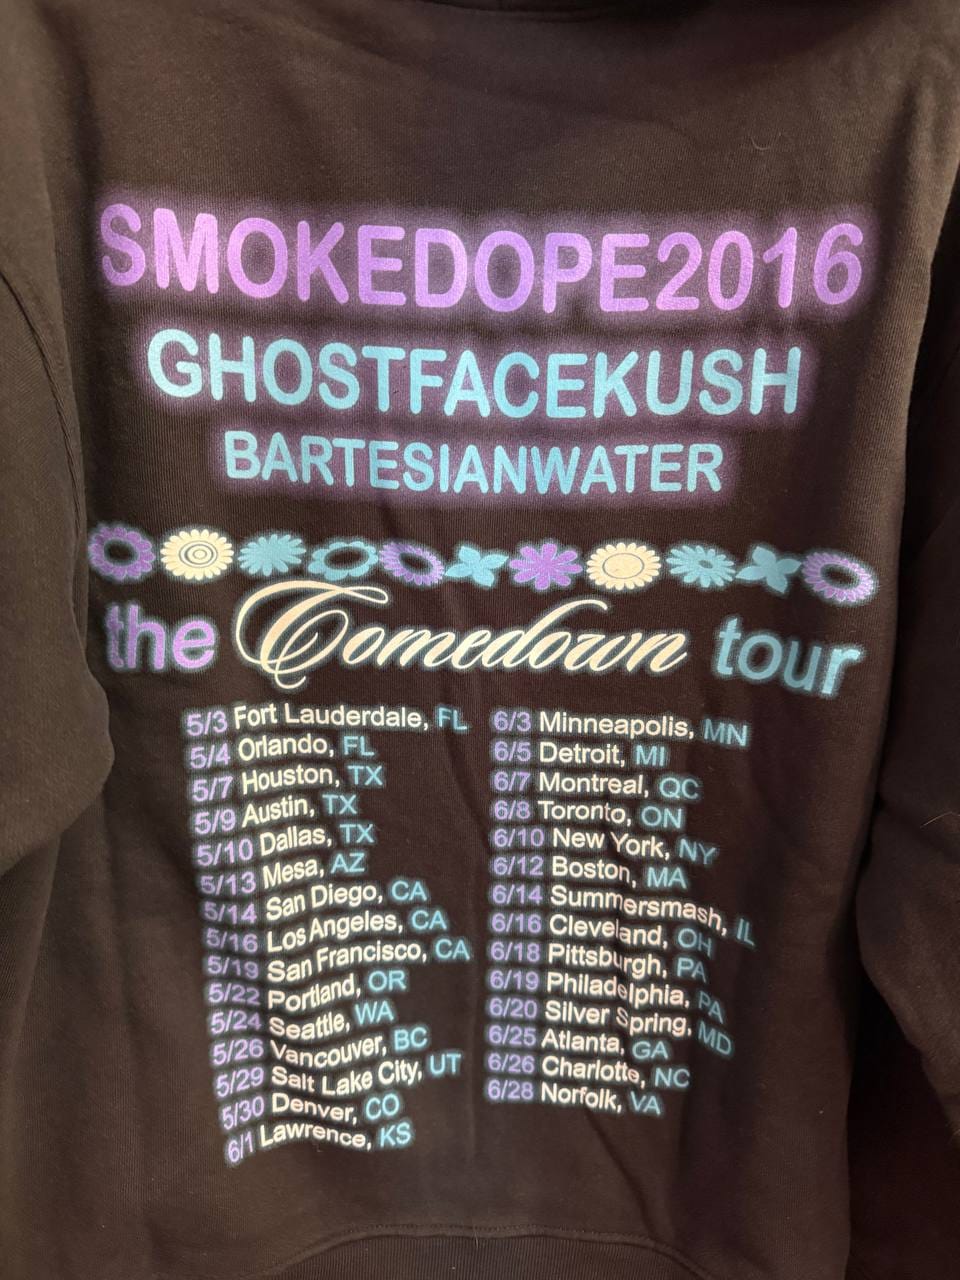 SMOKEDOPE2016
GHOSTFACEKUSH
BARTESIANWATER
the Comedown tour
5/3 Fort Lauderdale, FL
5/4 Orlando, FL
5/7 Houston, TX
5/9 Austin, TX
5/10 Dallas, TX
5/13 Mesa, AZ
5/14 San Diego, CA
5/16 Los Angeles, CA
5/19 San Francisco, CA
5/22 Portland, OR
5/24 Seattle, WA
5/26 Vancouver, BC
5/29 Salt Lake City, UT
5/30 Denver, CO
6/1 Lawrence, KS
6/3 Minneapolis, MN
6/5 Detroit, MI
6/7 Montreal, QC
6/8 Toronto, ON
6/10 New York, NY
6/12 Boston, MA
6/14 Summersmash, IL
6/16 Cleveland, OH
6/18 Pittsburgh, PA
6/19 Philadelphia, PA
6/20 Silver Spring, MD
6/25 Atlanta, GA
6/26 Charlotte, NC
6/28 Norfolk, VA